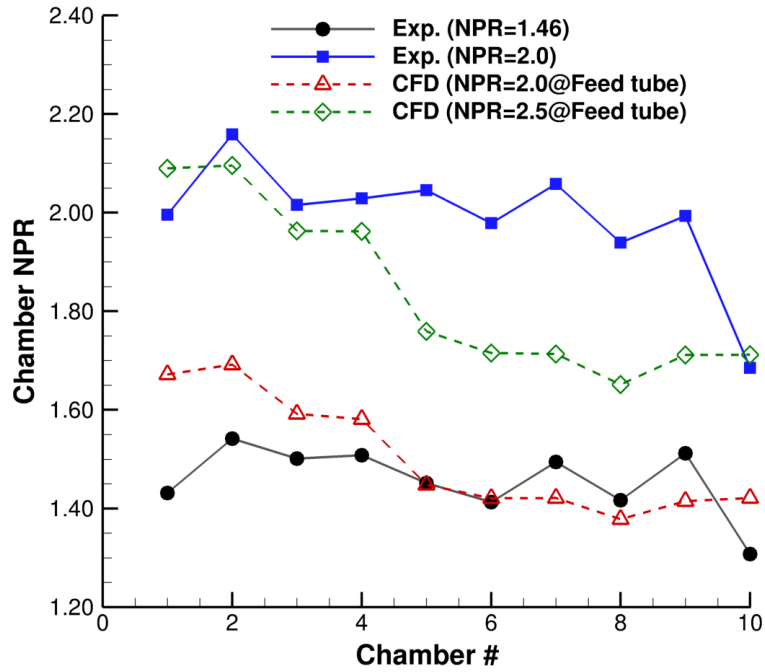 Exp. (NPR=1.46)
Exp. (NPR=2.0)
CFD (NPR=2.0@Feed tube)
CFD (NPR=2.5@Feed tube)
Chamber NPR
2.40
2.20
2.00
1.80
1.60
1.40
1.20
0 2 4 6 8 10
Chamber #